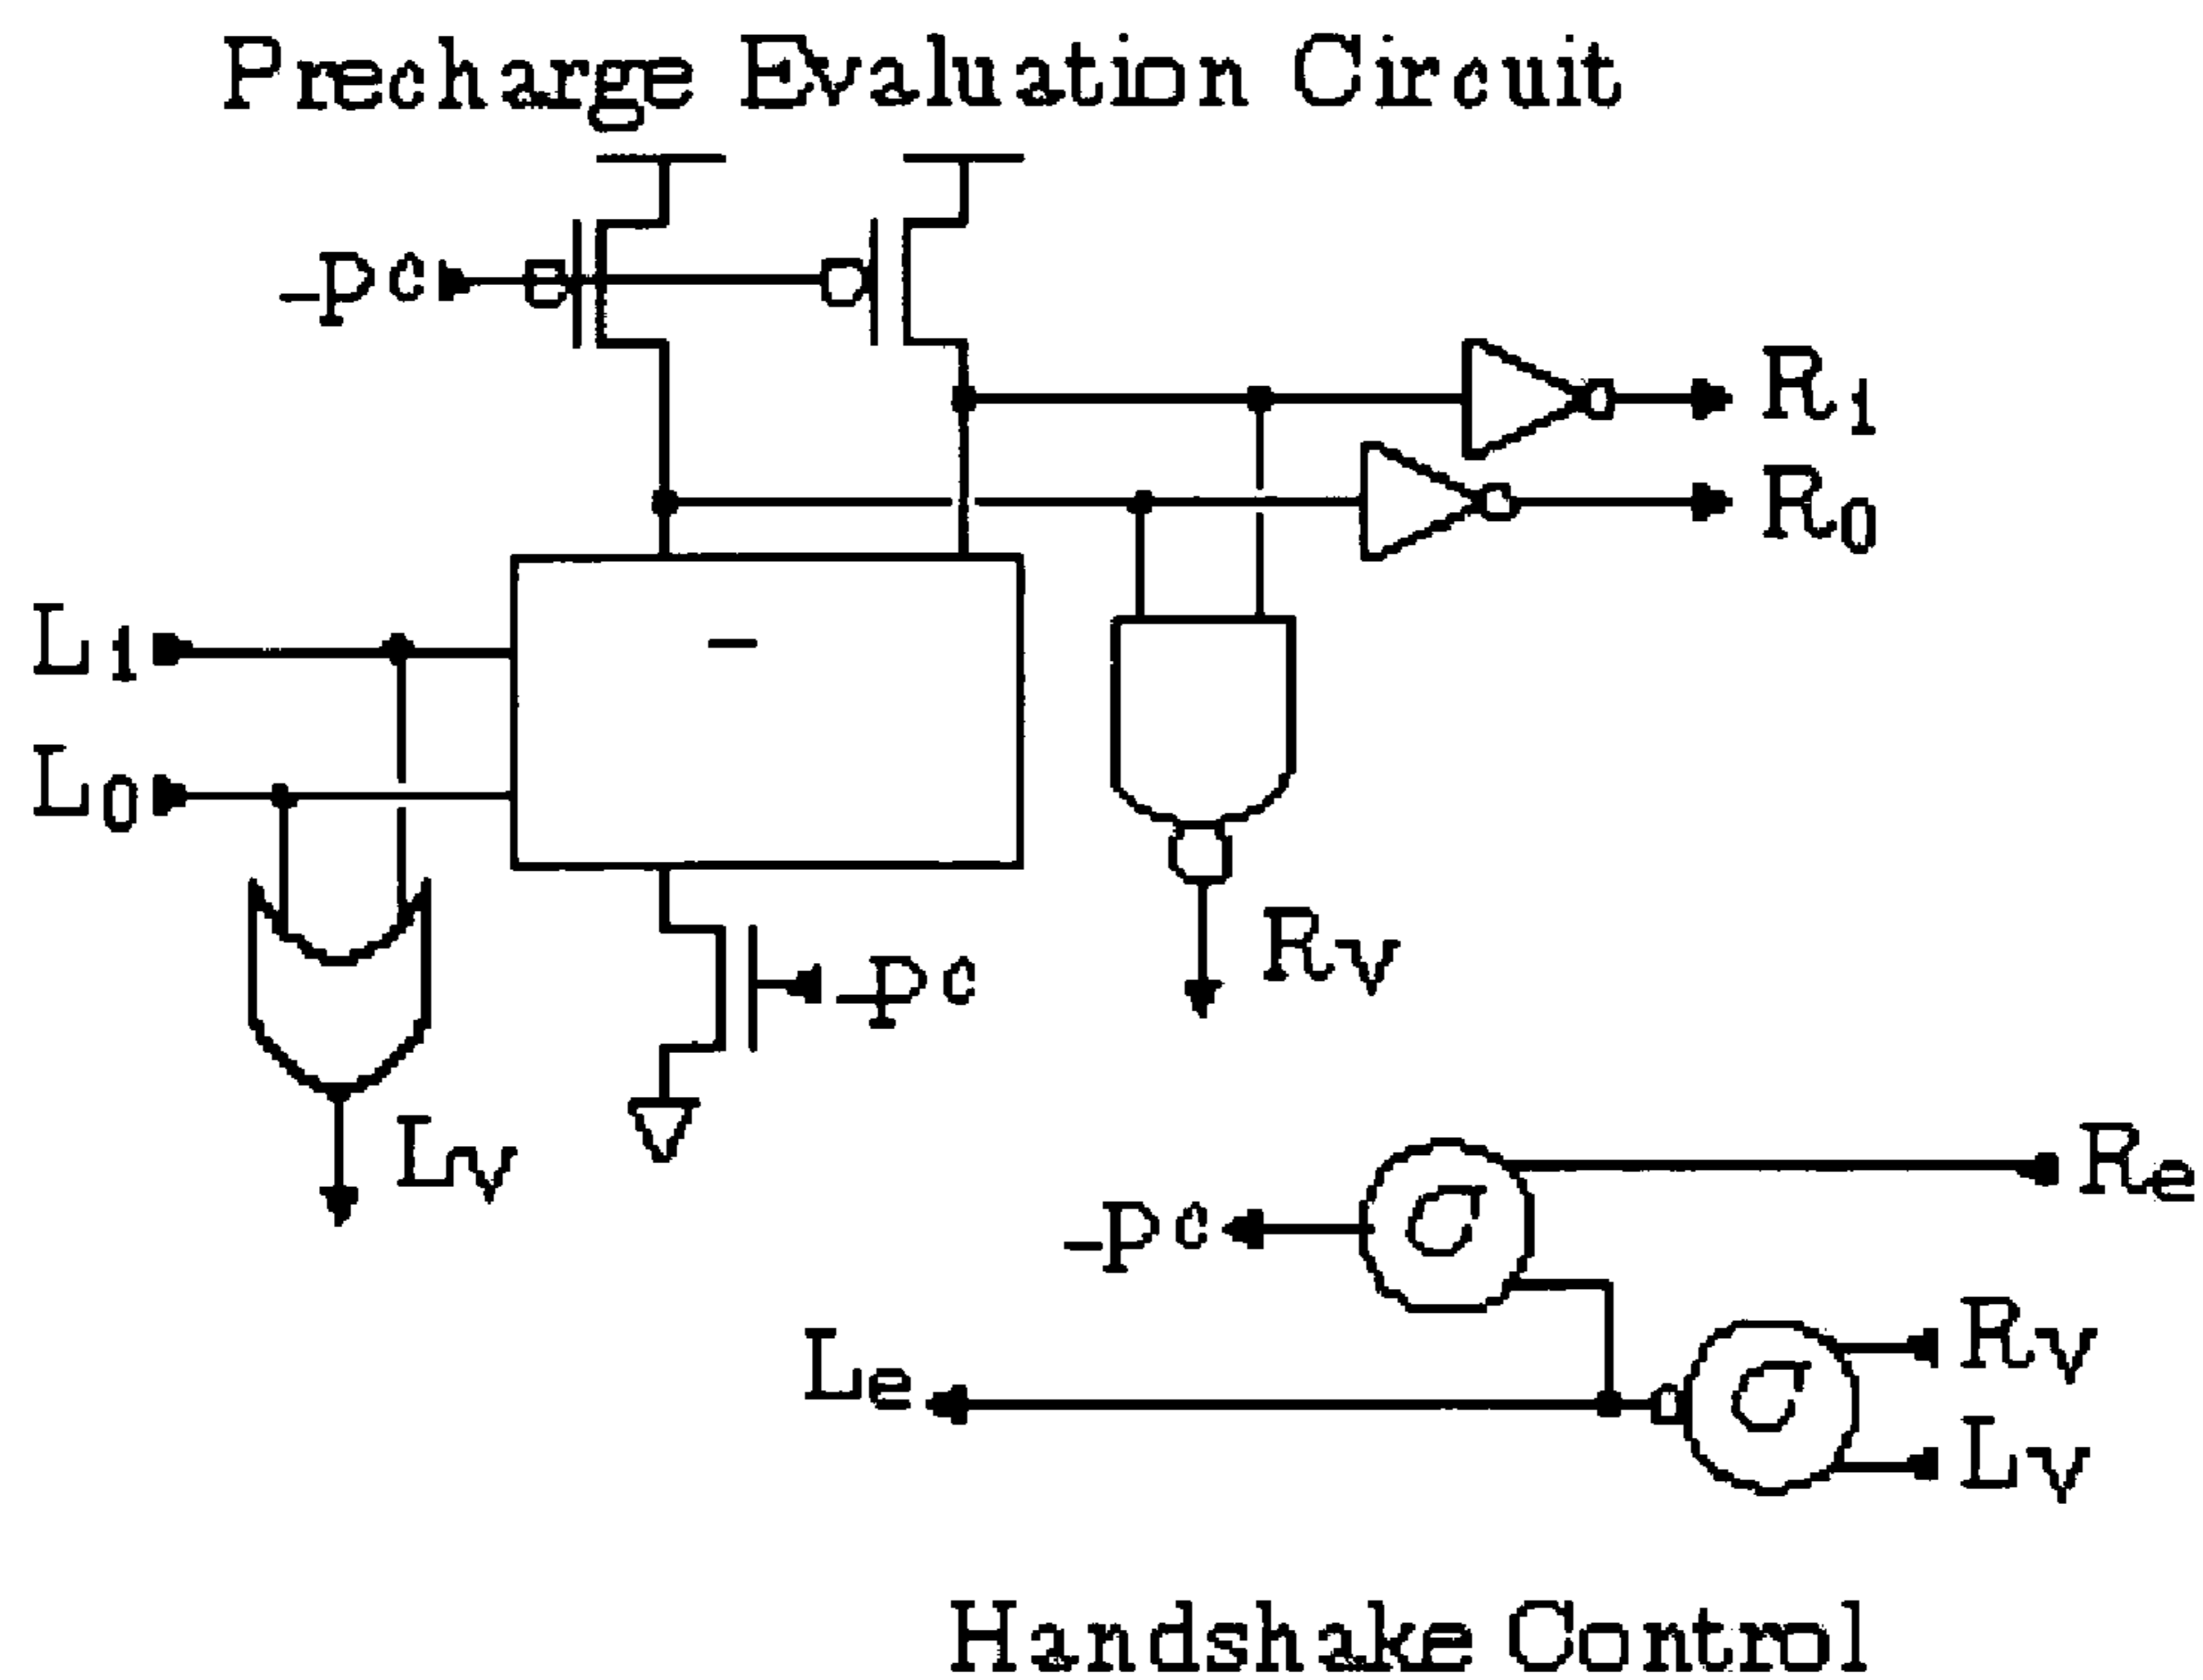 Precharge Evaluation Circuit
_pc
R1
R0
L1
L0
Rv
_pc
Lv
Re
_pc
C
Rv
Le
C
Lv
Handshake Control